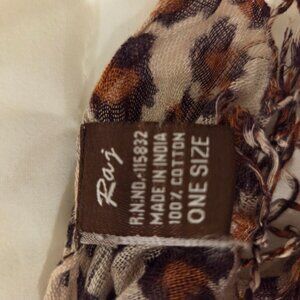 Raj
R.N.NO.:115832
MADE IN INDIA
100% COTTON
ONE SIZE